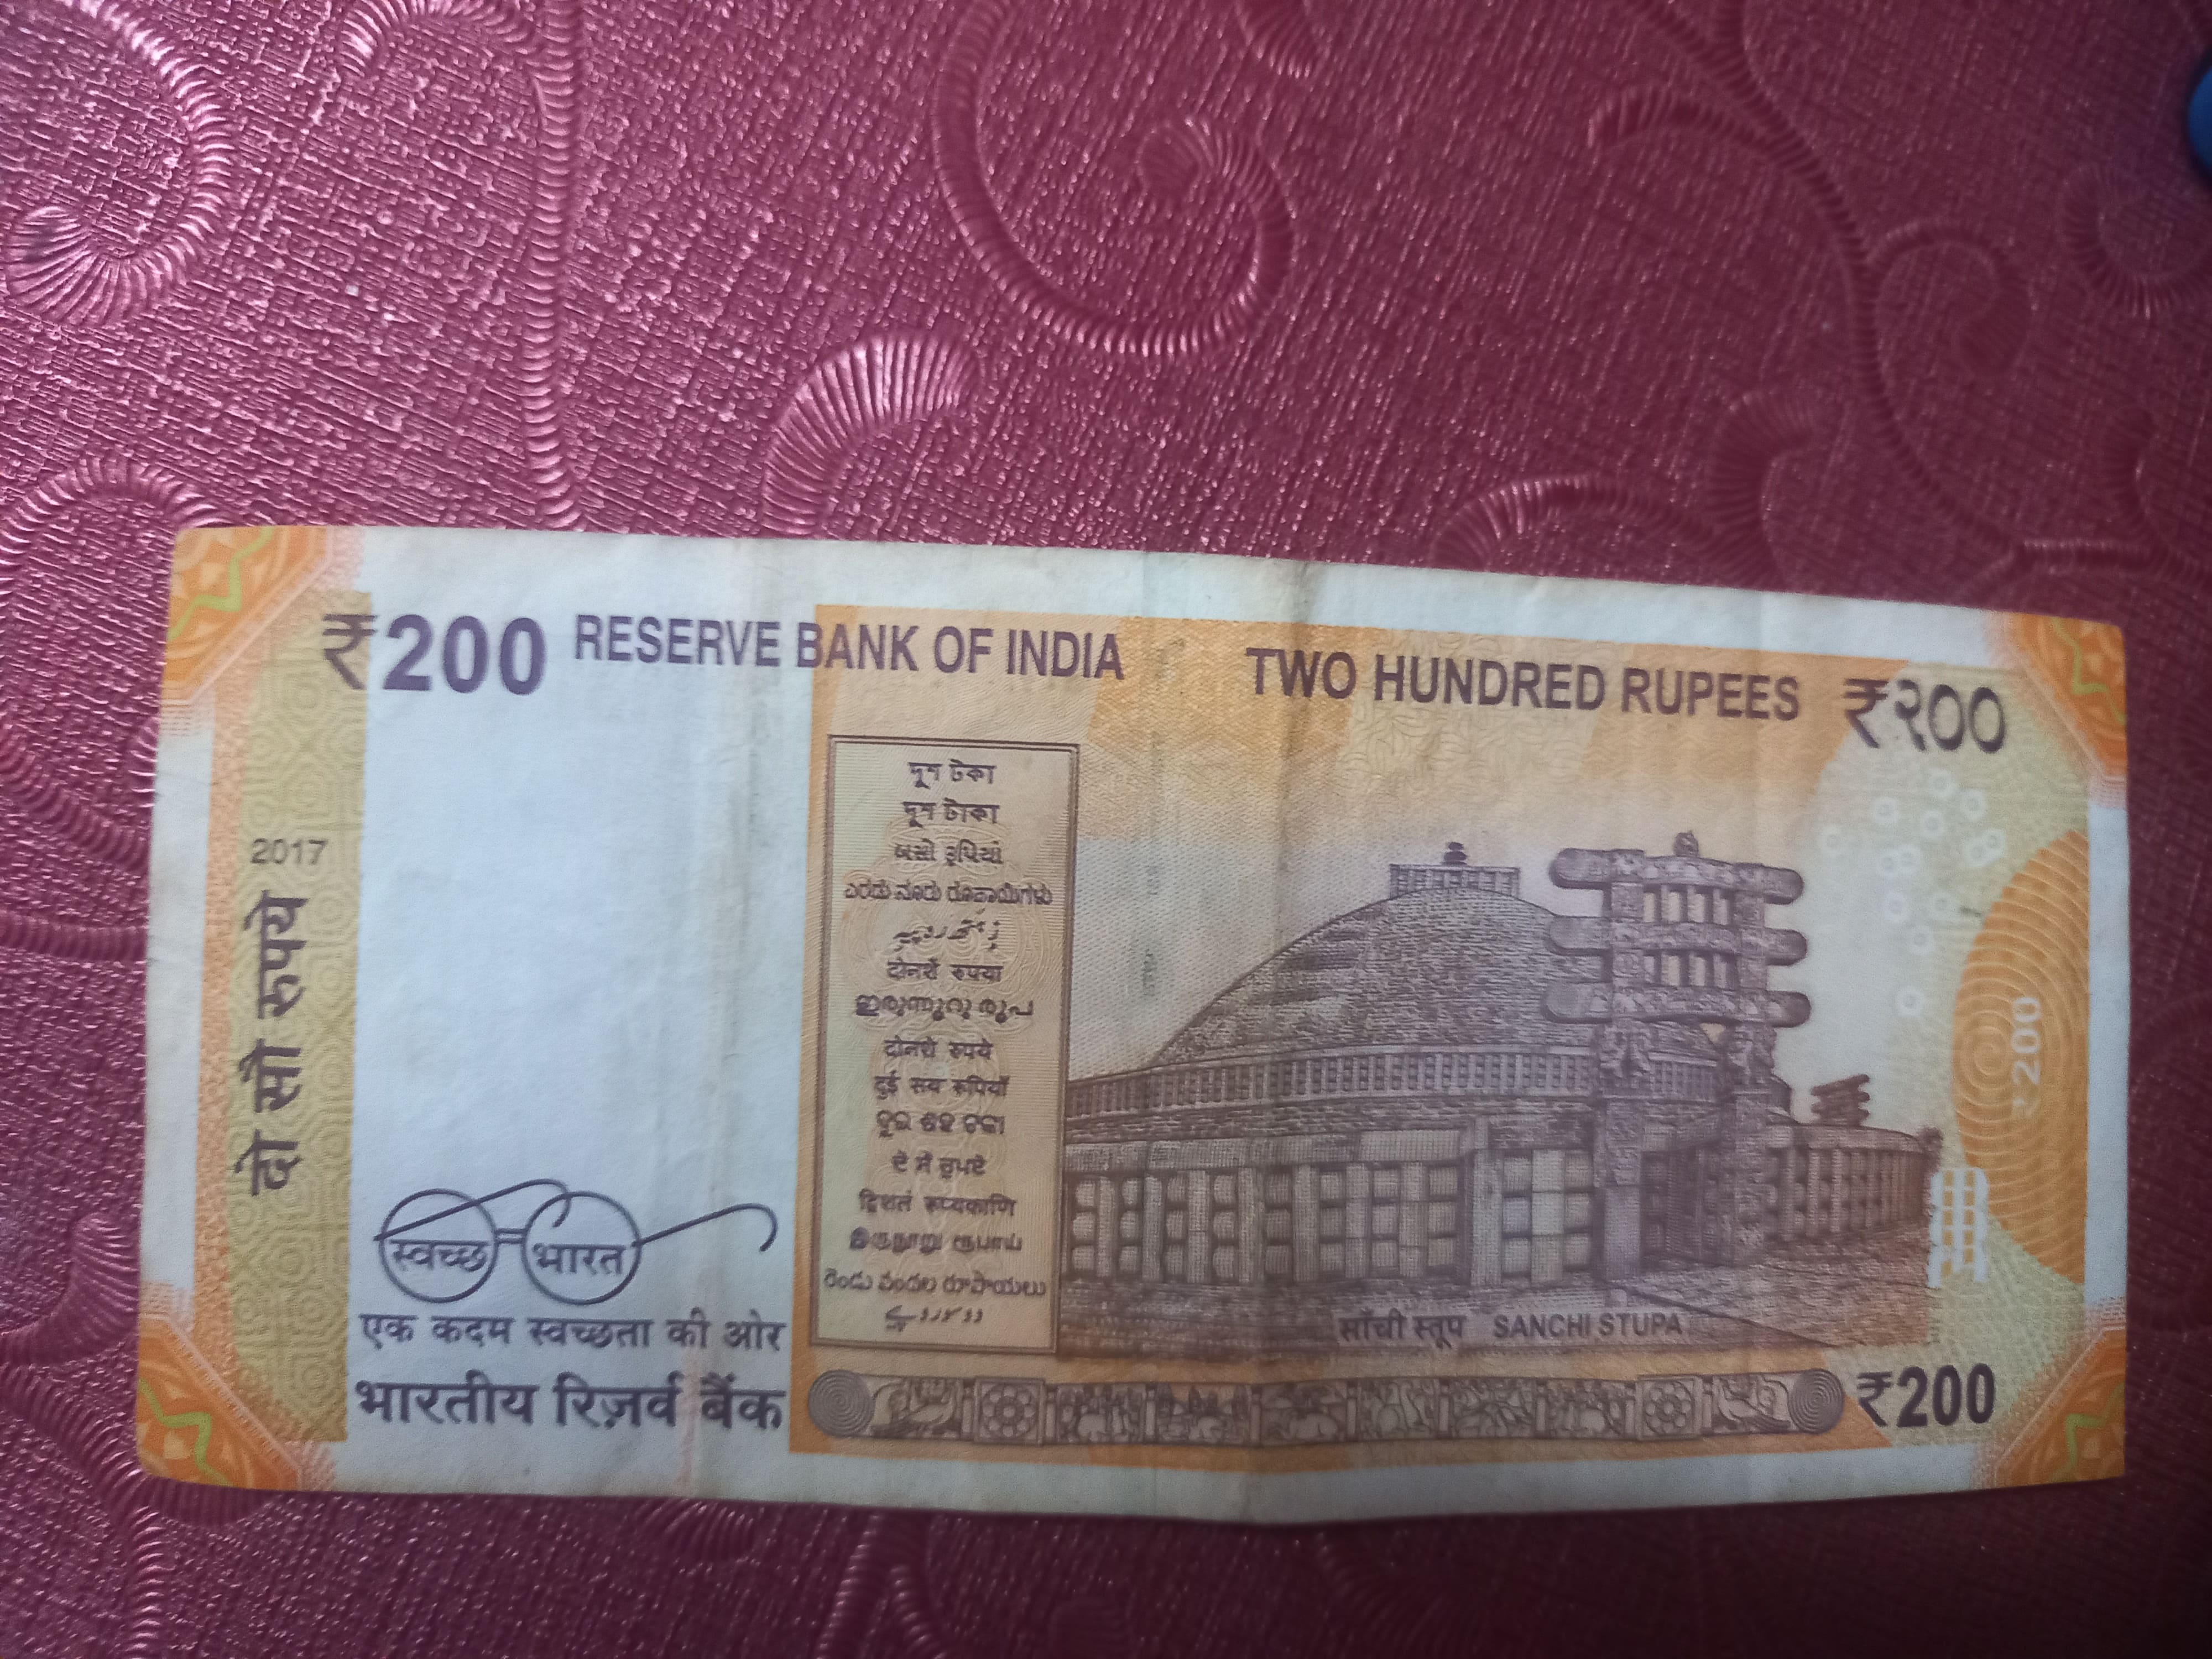 ₹200 RESERVE BANK OF INDIA TWO HUNDRED RUPEES ₹२००
2017
दो सौ रुपये
দুশ টকা
দুশ টাকা
બસો રૂપિયા
ಎರಡು ನೂರು ರೂಪಾಯಿಗಳು
दोनशें रुपया
ഇരുന്നൂറു രൂപ
दोनशे रुपये
दुई सय रुपियाँ
ଦୁଇ ଶହ ଟଙ୍କା
ਦੋ ਸੌ ਰੁਪਏ
द्विशतं रूप्यकाणि
இருநூறு ரூபாய்
రెండు వందల రూపాయలు
₹200
स्वच्छ भारत
एक कदम स्वच्छता की ओर
भारतीय रिज़र्व बैंक
साँची स्तूप SANCHI STUPA
₹200